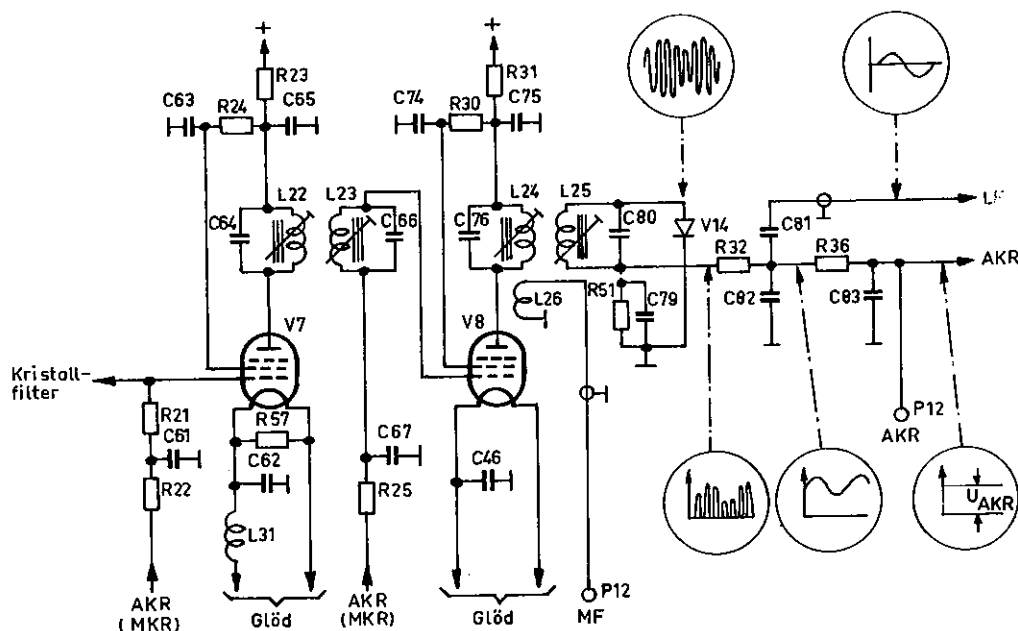 +
+
R23
R31
C63
R24
C65
C74
R30
C75
L22
L23
L24
L25
C64
C66
C76
C80
V14
C81
LF
R32
R36
AKR
V7
V8
L26
R51
C79
C82
C83
Kristall-
filter
R21
R57
C61
C62
C67
C46
P12
AKR
R22
R25
L31
U AKR
P12
AKR
(MKR)
Glöd
AKR
(MKR)
Glöd
MF